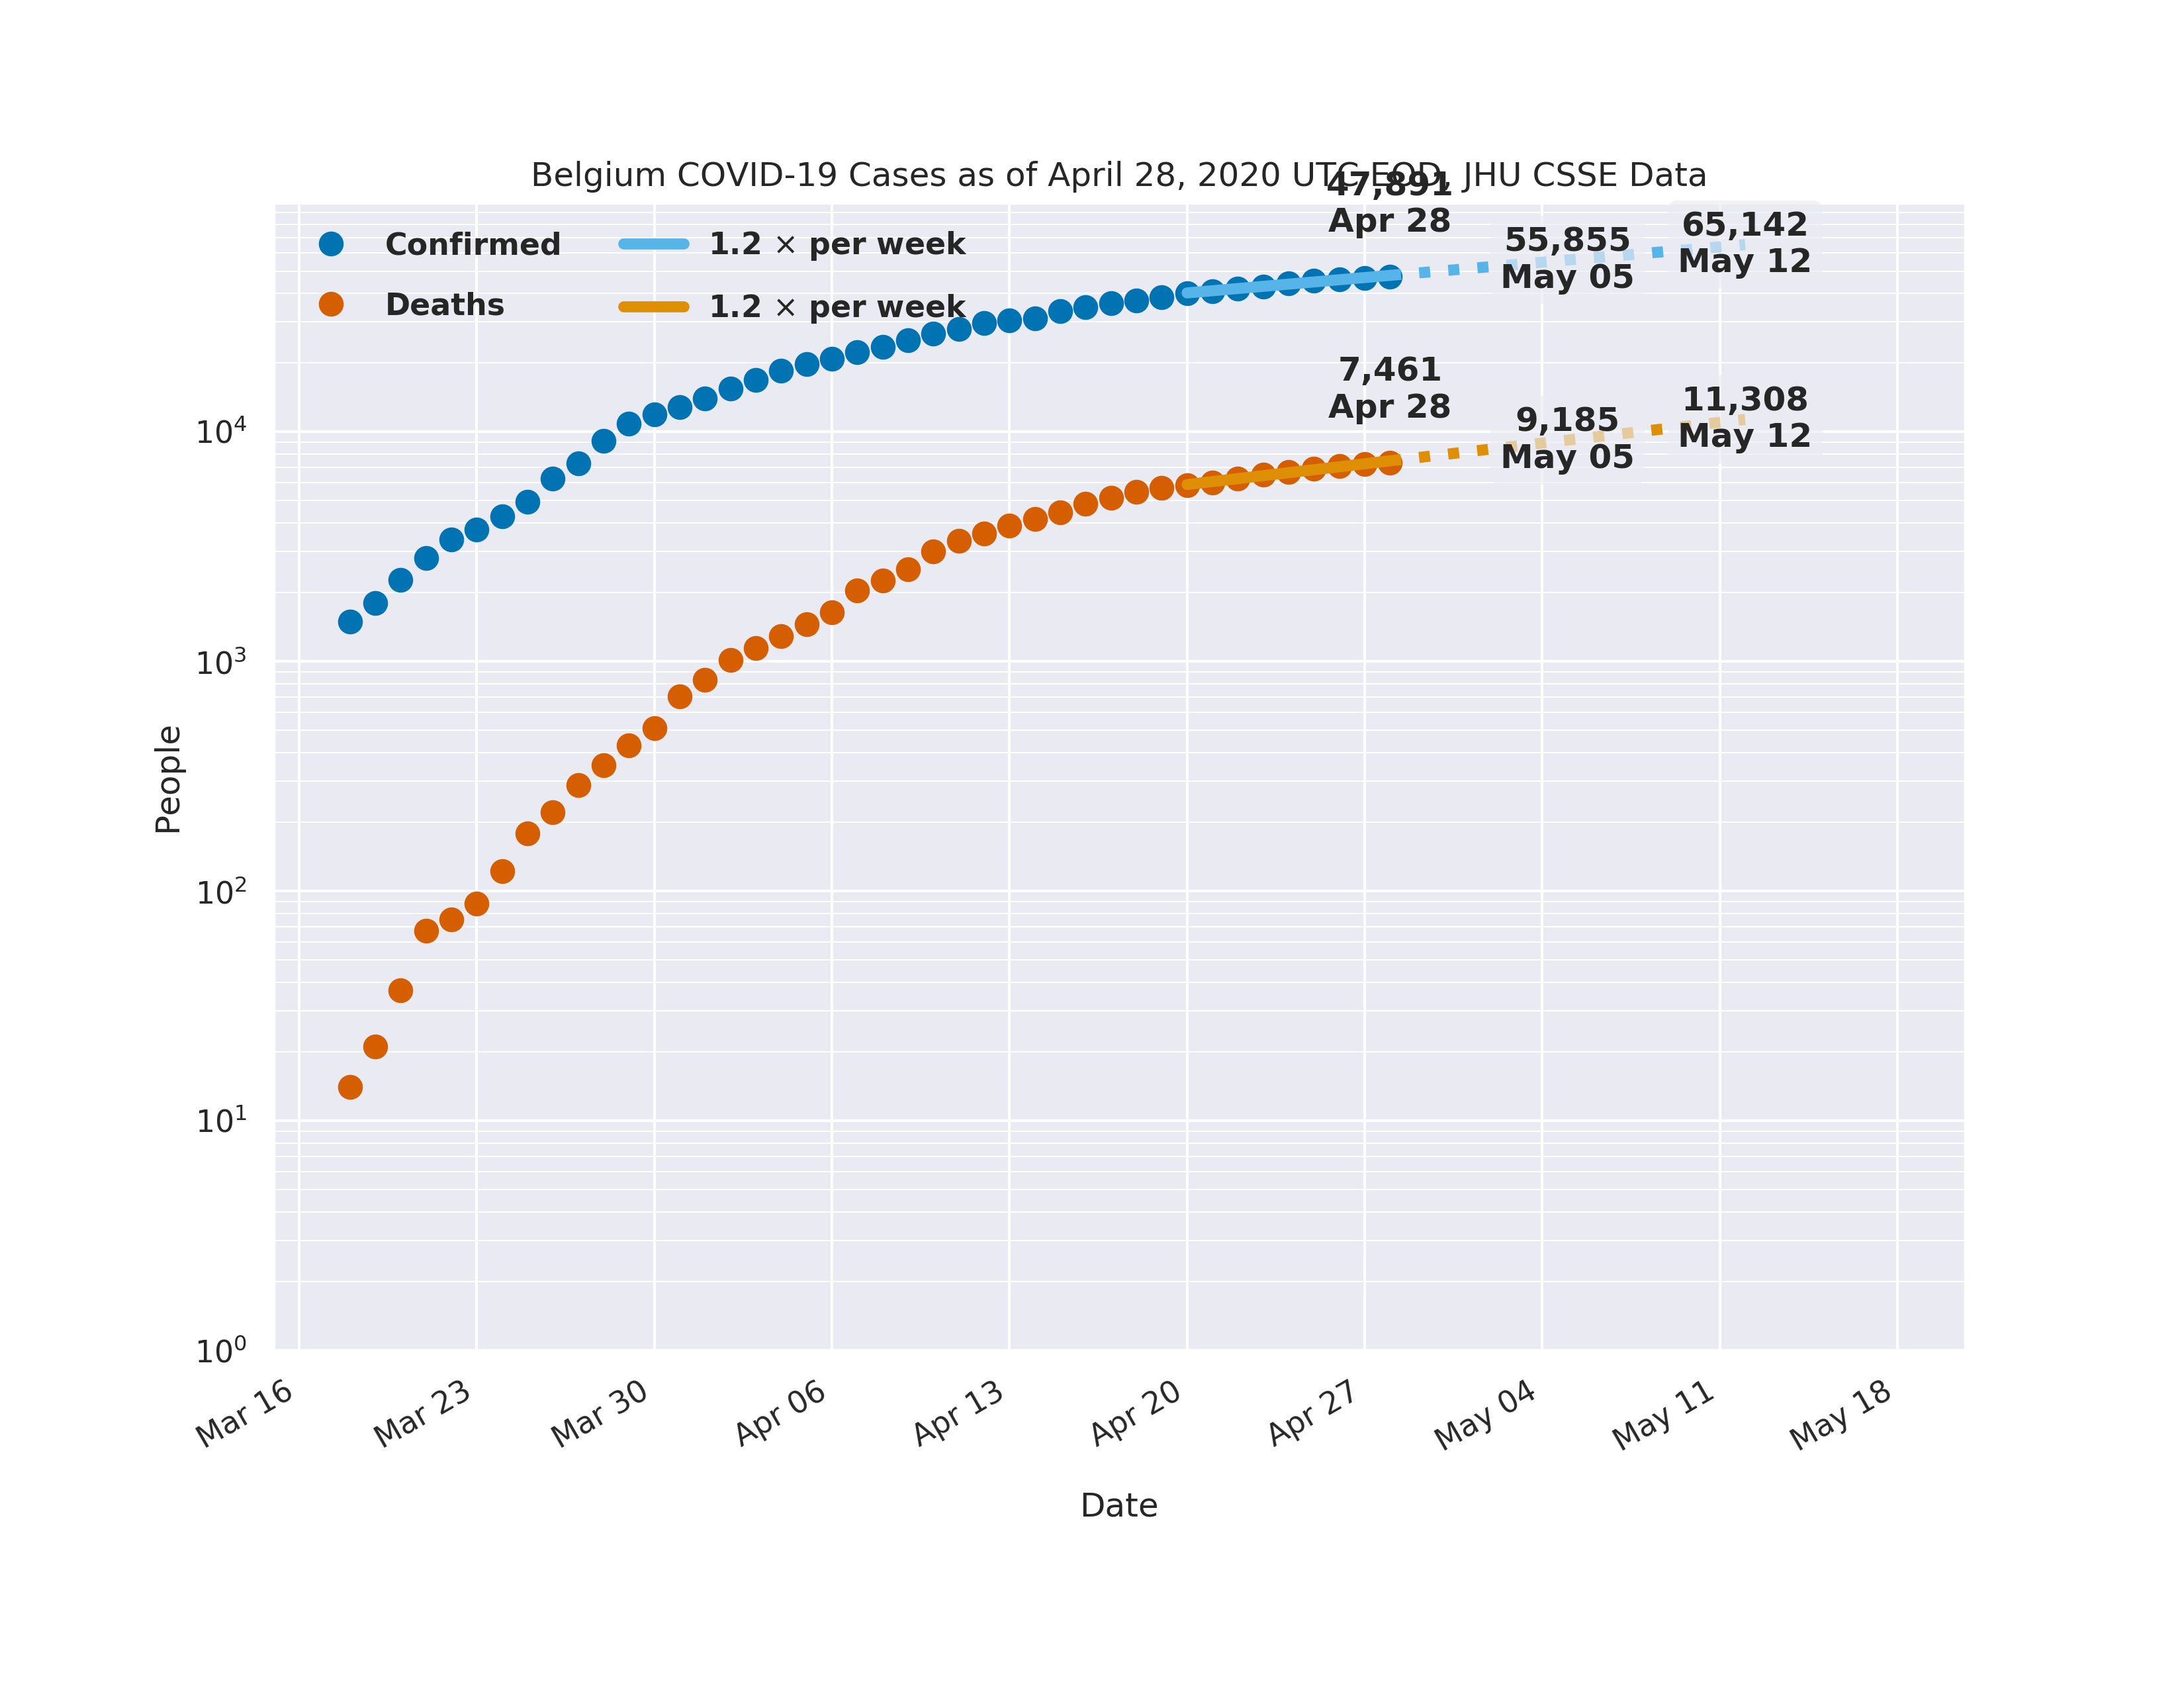 Belgium COVID-19 Cases as of April 28, 2020 UTC EOD, JHU CSSE Data
47,891
Apr 28
55,855
May 05
65,142
May 12
Confirmed
1.2 × per week
Deaths
1.2 × per week
7,461
Apr 28
9,185
May 05
11,308
May 12
People
10⁴
10³
10²
10¹
10⁰
Mar 16
Mar 23
Mar 30
Apr 06
Apr 13
Apr 20
Apr 27
May 04
May 11
May 18
Date